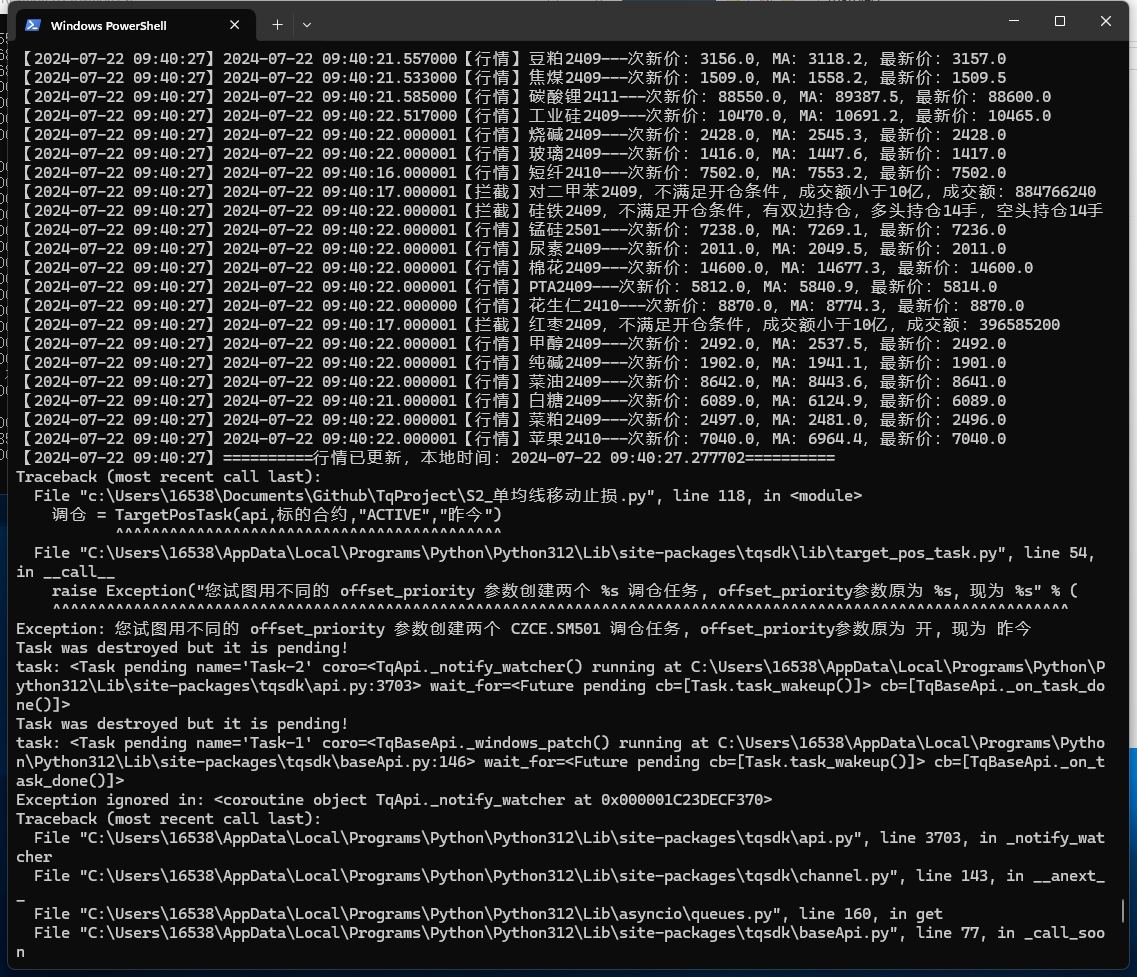 Windows PowerShell
【2024-07-22 09:40:27】2024-07-22 09:40:21.557000【行情】豆粕2409---次新价：3156.0，MA：3118.2，最新价：3157.0
【2024-07-22 09:40:27】2024-07-22 09:40:21.533000【行情】焦煤2409---次新价：1509.0，MA：1558.2，最新价：1509.5
【2024-07-22 09:40:27】2024-07-22 09:40:21.585000【行情】碳酸锂2411---次新价：88550.0，MA：89387.5，最新价：88600.0
【2024-07-22 09:40:27】2024-07-22 09:40:22.517000【行情】工业硅2409---次新价：10470.0，MA：10691.2，最新价：10465.0
【2024-07-22 09:40:27】2024-07-22 09:40:22.000001【行情】烧碱2409---次新价：2428.0，MA：2545.3，最新价：2428.0
【2024-07-22 09:40:27】2024-07-22 09:40:22.000001【行情】玻璃2409---次新价：1416.0，MA：1447.6，最新价：1417.0
【2024-07-22 09:40:27】2024-07-22 09:40:16.000001【行情】短纤2410---次新价：7502.0，MA：7553.2，最新价：7502.0
【2024-07-22 09:40:27】2024-07-22 09:40:17.000001【拦截】对二甲苯2409，不满足开仓条件，成交额小于10亿，成交额：884766240
【2024-07-22 09:40:27】2024-07-22 09:40:22.000001【拦截】硅铁2409，不满足开仓条件，有双边持仓，多头持仓14手，空头持仓14手
【2024-07-22 09:40:27】2024-07-22 09:40:22.000001【行情】锰硅2501---次新价：7238.0，MA：7269.1，最新价：7236.0
【2024-07-22 09:40:27】2024-07-22 09:40:22.000001【行情】尿素2409---次新价：2011.0，MA：2049.5，最新价：2011.0
【2024-07-22 09:40:27】2024-07-22 09:40:22.000001【行情】棉花2409---次新价：14600.0，MA：14677.3，最新价：14600.0
【2024-07-22 09:40:27】2024-07-22 09:40:22.000001【行情】PTA2409---次新价：5812.0，MA：5840.9，最新价：5814.0
【2024-07-22 09:40:27】2024-07-22 09:40:22.000000【行情】花生仁2410---次新价：8870.0，MA：8774.3，最新价：8870.0
【2024-07-22 09:40:27】2024-07-22 09:40:17.000001【拦截】红枣2409，不满足开仓条件，成交额小于10亿，成交额：396585200
【2024-07-22 09:40:27】2024-07-22 09:40:22.000001【行情】甲醇2409---次新价：2492.0，MA：2537.5，最新价：2492.0
【2024-07-22 09:40:27】2024-07-22 09:40:22.000001【行情】纯碱2409---次新价：1902.0，MA：1941.1，最新价：1901.0
【2024-07-22 09:40:27】2024-07-22 09:40:22.000001【行情】菜油2409---次新价：8642.0，MA：8443.6，最新价：8641.0
【2024-07-22 09:40:27】2024-07-22 09:40:21.000001【行情】白糖2409---次新价：6089.0，MA：6124.9，最新价：6089.0
【2024-07-22 09:40:27】2024-07-22 09:40:22.000001【行情】菜粕2409---次新价：2497.0，MA：2481.0，最新价：2496.0
【2024-07-22 09:40:27】2024-07-22 09:40:22.000001【行情】苹果2410---次新价：7040.0，MA：6964.4，最新价：7040.0
【2024-07-22 09:40:27】==========行情已更新，本地时间：2024-07-22 09:40:27.277702==========
Traceback (most recent call last):
  File "c:\Users\16538\Documents\Github\TqProject\S2_单均线移动止损.py", line 118, in <module>
    调仓 = TargetPosTask(api,标的合约,"ACTIVE","昨今")
           ^^^^^^^^^^^^^^^^^^^^^^^^^^^^^^^^^^^^^^^^^^^
  File "C:\Users\16538\AppData\Local\Programs\Python\Python312\Lib\site-packages\tqsdk\lib\target_pos_task.py", line 54,
in __call__
    raise Exception("您试图用不同的 offset_priority 参数创建两个 %s 调仓任务, offset_priority参数原为 %s, 现为 %s" % (
    ^^^^^^^^^^^^^^^^^^^^^^^^^^^^^^^^^^^^^^^^^^^^^^^^^^^^^^^^^^^^^^^^^^^^^^^^^^^^^^^^^^^^^^^^^^^^^^^^^^^^^^^^^^^^^^^^^
Exception: 您试图用不同的 offset_priority 参数创建两个 CZCE.SM501 调仓任务, offset_priority参数原为 开, 现为 昨今
Task was destroyed but it is pending!
task: <Task pending name='Task-2' coro=<TqApi._notify_watcher() running at C:\Users\16538\AppData\Local\Programs\Python\P
ython312\Lib\site-packages\tqsdk\api.py:3703> wait_for=<Future pending cb=[Task.task_wakeup()]> cb=[TqBaseApi._on_task_do
ne()]>
Task was destroyed but it is pending!
task: <Task pending name='Task-1' coro=<TqBaseApi._windows_patch() running at C:\Users\16538\AppData\Local\Programs\Pytho
n\Python312\Lib\site-packages\tqsdk\baseApi.py:146> wait_for=<Future pending cb=[Task.task_wakeup()]> cb=[TqBaseApi._on_t
ask_done()]>
Exception ignored in: <coroutine object TqApi._notify_watcher at 0x000001C23DECF370>
Traceback (most recent call last):
  File "C:\Users\16538\AppData\Local\Programs\Python\Python312\Lib\site-packages\tqsdk\api.py", line 3703, in _notify_wat
cher
  File "C:\Users\16538\AppData\Local\Programs\Python\Python312\Lib\site-packages\tqsdk\channel.py", line 143, in __anext_
_
  File "C:\Users\16538\AppData\Local\Programs\Python\Python312\Lib\asyncio\queues.py", line 160, in get
  File "C:\Users\16538\AppData\Local\Programs\Python\Python312\Lib\site-packages\tqsdk\baseApi.py", line 77, in _call_soo
n